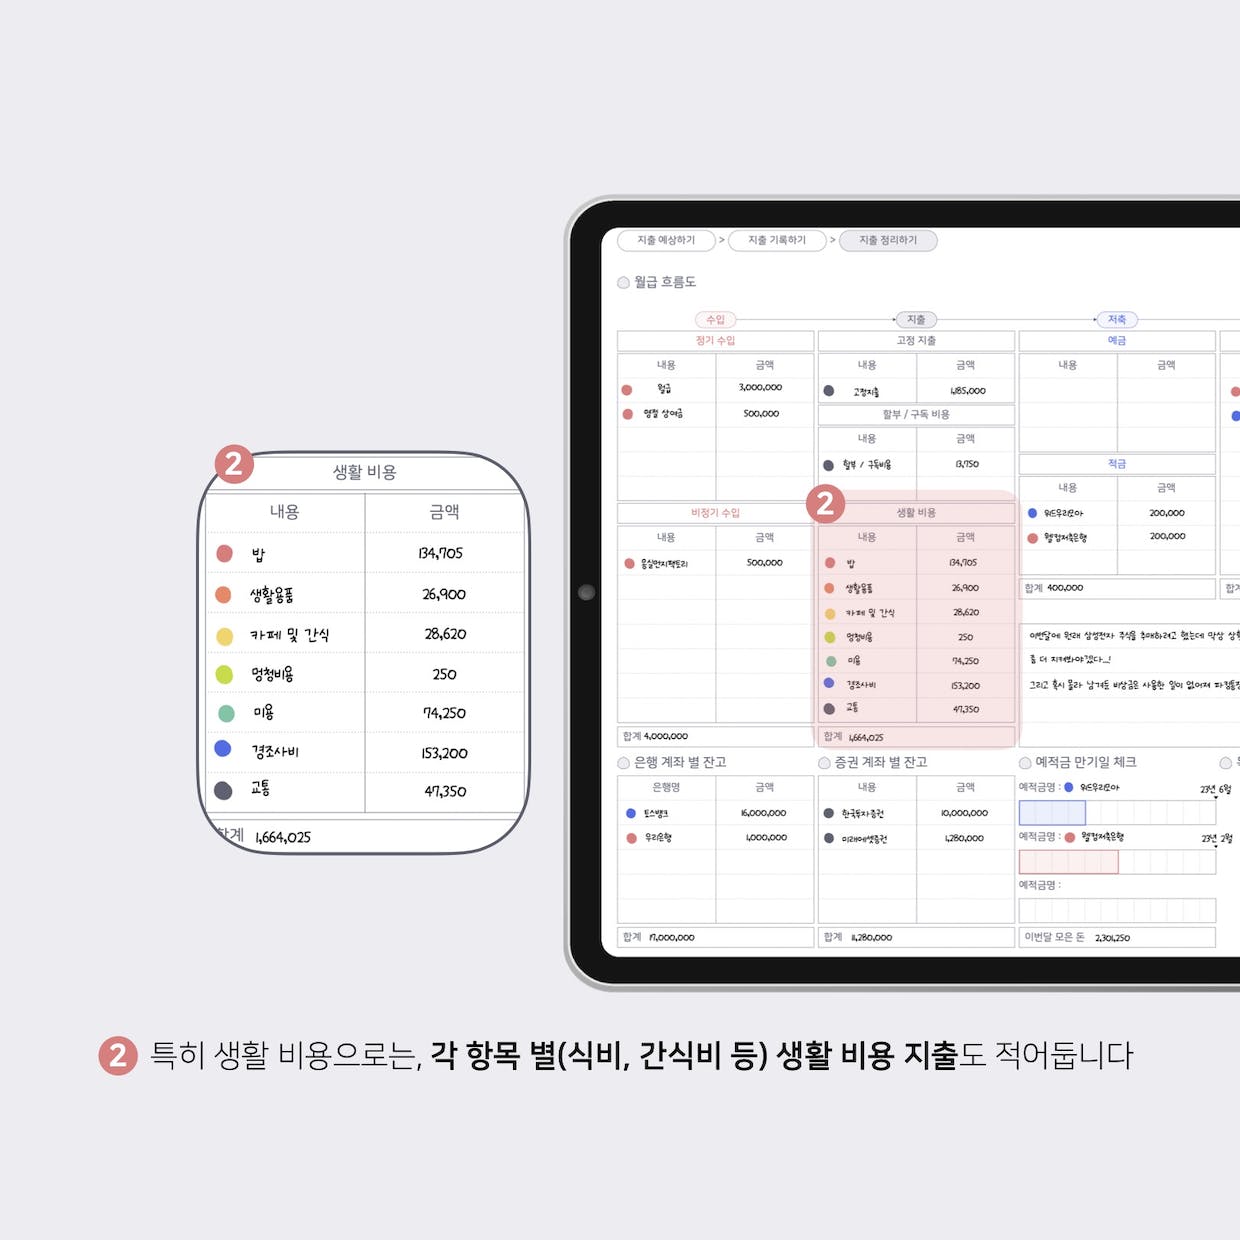 지출 예상하기 > 지출 기록하기 > 지출 정리하기
월급 흐름도
수입 지출 저축
정기 수입 고정 지출 예금
내용 금액 내용 금액 내용 금액
월급 3,000,000 고정지출 1,185,000
명절 상여금 500,000 할부 / 구독 비용
내용 금액
할부 / 구독비용 13,750
적금
내용 금액
위드우리모아 200,000
웰컴저축은행 200,000
합계 400,000
비정기 수입 2 생활 비용
내용 금액 내용 금액
500,000 밥 134,705
생활용품 26,900
카페 및 간식 28,620
멍청비용 250
미용 74,250
경조사비 153,200
교통 47,350
합계 4,000,000 합계 1,664,025
이번달에 원래 삼성전자 주식을 추매하려고 했는데 막상
좀 더 지켜봐야겠다...!
그리고 혹시 몰라 남겨둔 비상금은 사용한 일이 없어져
은행 계좌 별 잔고 증권 계좌 별 잔고 예적금 만기일 체크
은행명 금액 내용 금액 예적금명 : 위드우리모아 23년 6월
토스뱅크 16,000,000 한국투자증권 10,000,000
우리은행 1,000,000 미래에셋증권 1,280,000 예적금명 : 웰컴저축은행 23년 2월
예적금명 :
합계 17,000,000 합계 11,280,000 이번달 모은 돈 2,301,250
2 생활 비용
내용 금액
밥 134,705
생활용품 26,900
카페 및 간식 28,620
멍청비용 250
미용 74,250
경조사비 153,200
교통 47,350
합계 1,664,025
2 특히 생활 비용으로는, 각 항목 별(식비, 간식비 등) 생활 비용 지출도 적어둡니다